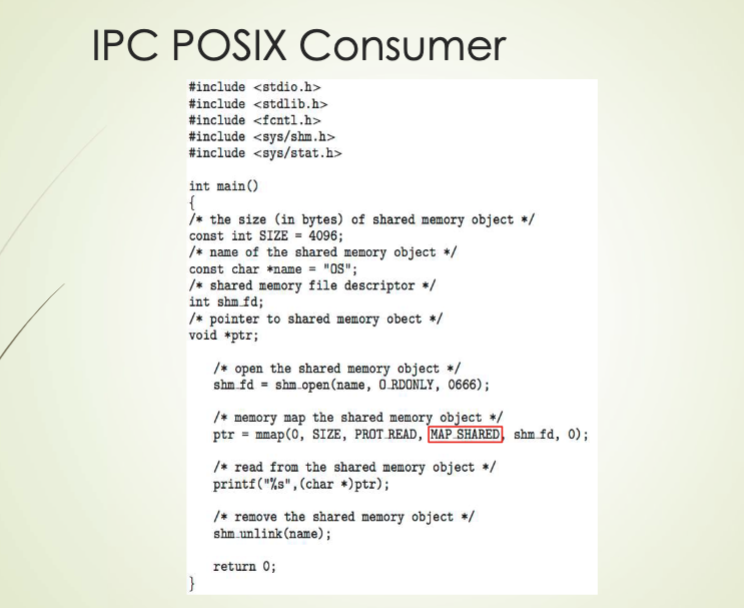 IPC POSIX Consumer
#include <stdio.h>
#include <stdlib.h>
#include <fcntl.h>
#include <sys/shm.h>
#include <sys/stat.h>
int main()
{
/* the size (in bytes) of shared memory object */
const int SIZE = 4096;
/* name of the shared memory object */
const char *name = "OS";
/* shared memory file descriptor */
int shm_fd;
/* pointer to shared memory obect */
void *ptr;
/* open the shared memory object */
shm_fd = shm_open(name, O_RDONLY, 0666);
/* memory map the shared memory object */
ptr = mmap(0, SIZE, PROT_READ, MAP_SHARED, shm_fd, 0);
/* read from the shared memory object */
printf("%s",(char *)ptr);
/* remove the shared memory object */
shm_unlink(name);
return 0;
}